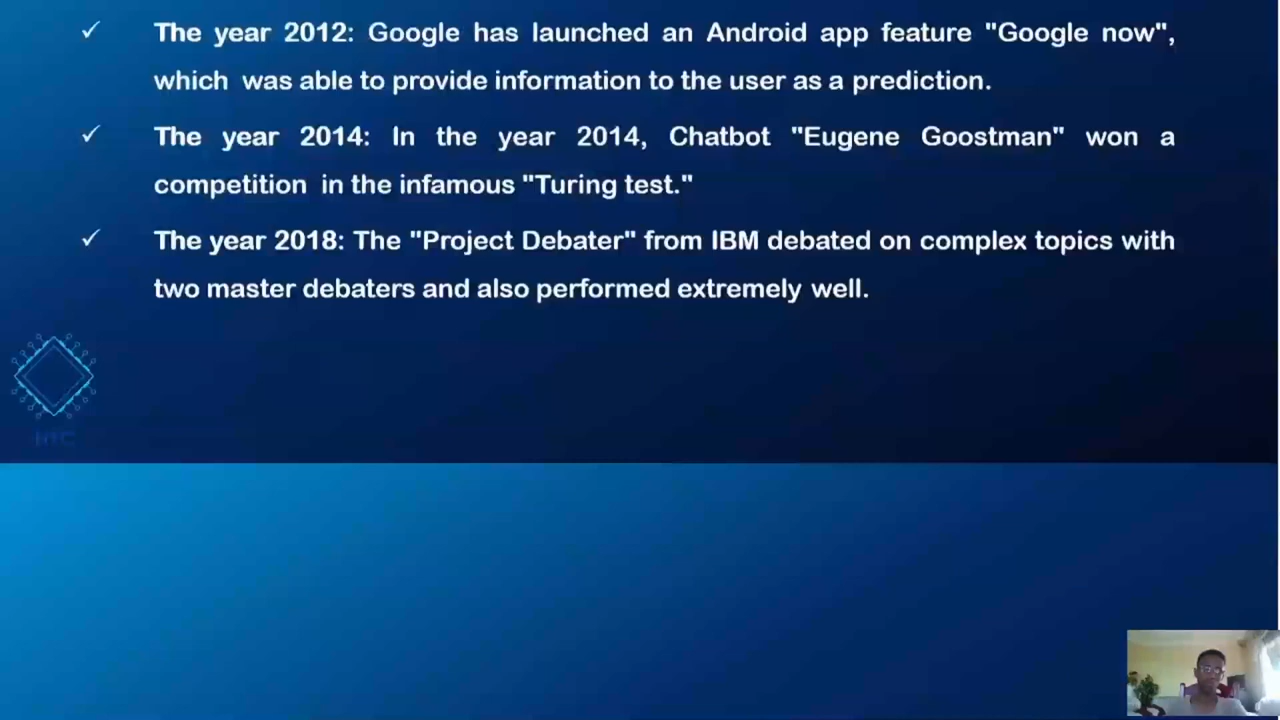 ✓ The year 2012: Google has launched an Android app feature "Google now",
which was able to provide information to the user as a prediction.
✓ The year 2014: In the year 2014, Chatbot "Eugene Goostman" won a
competition in the infamous "Turing test."
✓ The year 2018: The "Project Debater" from IBM debated on complex topics with
two master debaters and also performed extremely well.